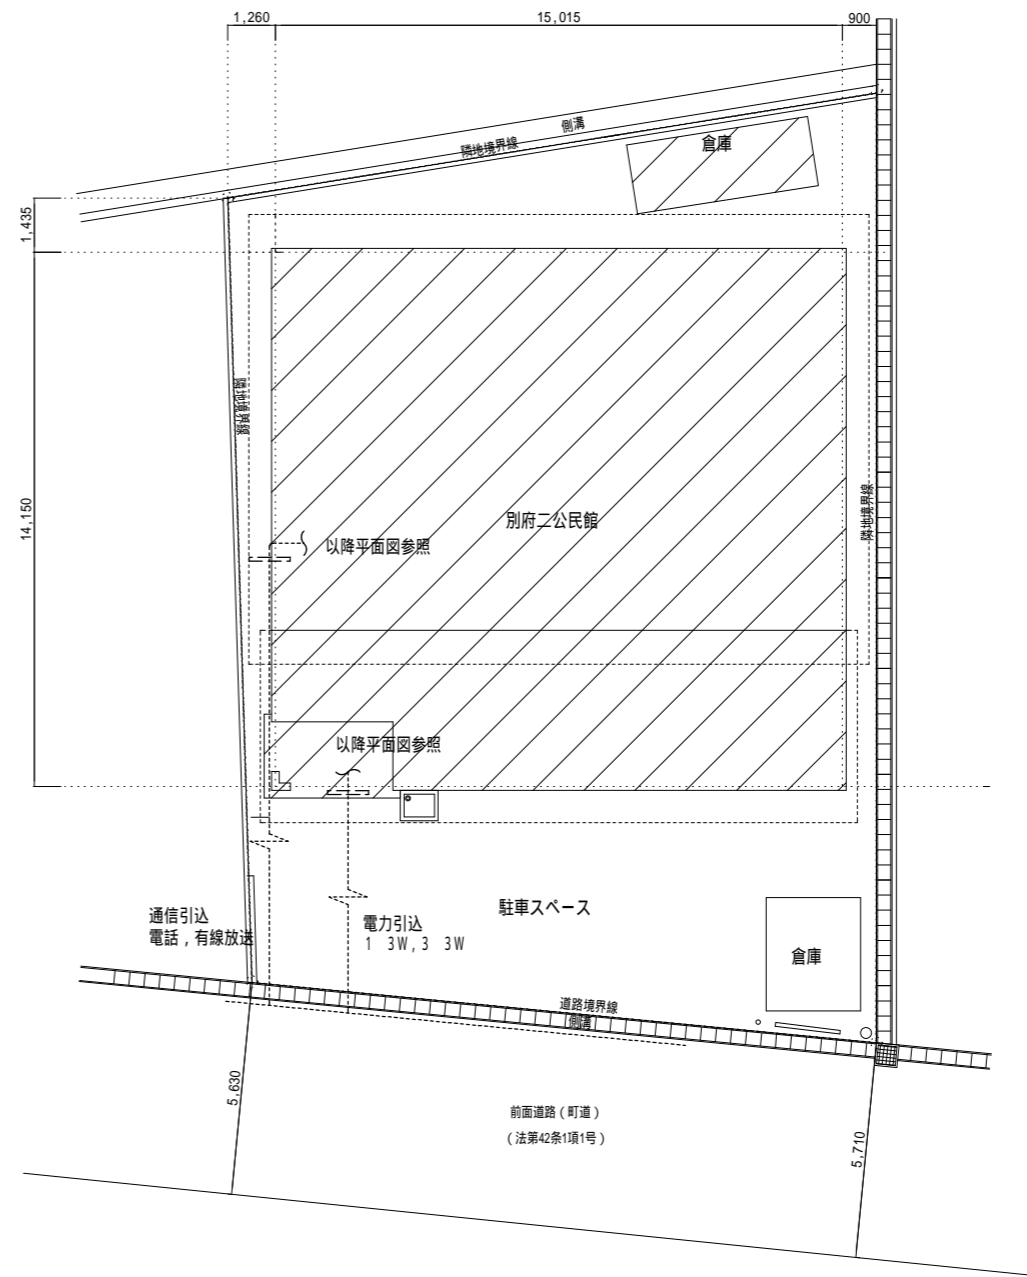 1,260
15,015
900
側溝
隣地境界線
倉庫
1,435
隣地境界線
14,150
隣地境界線
別府二公民館
以降平面図参照
以降平面図参照
通信引込
電話，有線放送
電力引込
1　3W,3　3W
駐車スペース
倉庫
道路境界線
側溝
5,630
前面道路（町道）
（法第42条1項1号）
5,710